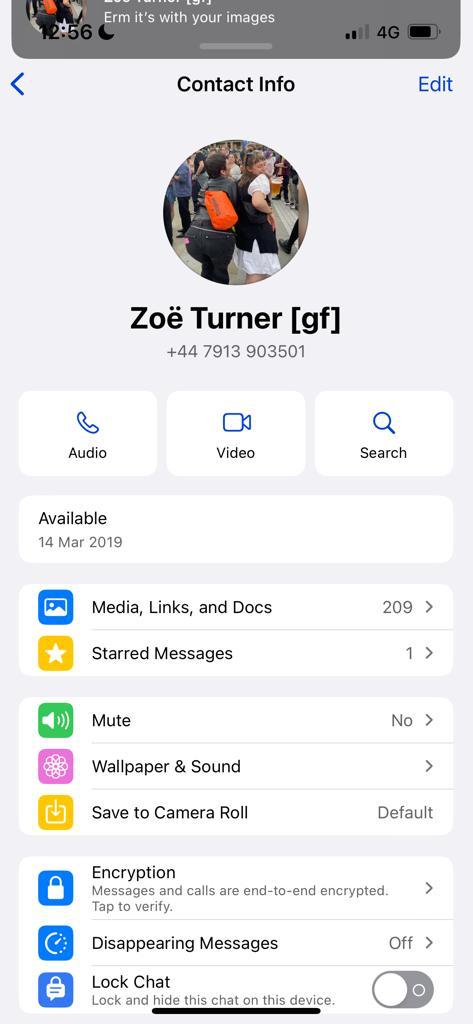 Erm it's with your images
12:56
4G
Contact Info
Edit
Zoë Turner [gf]
+44 7913 903501
Audio
Video
Search
Available
14 Mar 2019
Media, Links, and Docs 209
Starred Messages 1
Mute No
Wallpaper & Sound
Save to Camera Roll Default
Encryption
Messages and calls are end-to-end encrypted.
Tap to verify.
Disappearing Messages Off
Lock Chat
Lock and hide this chat on this device.